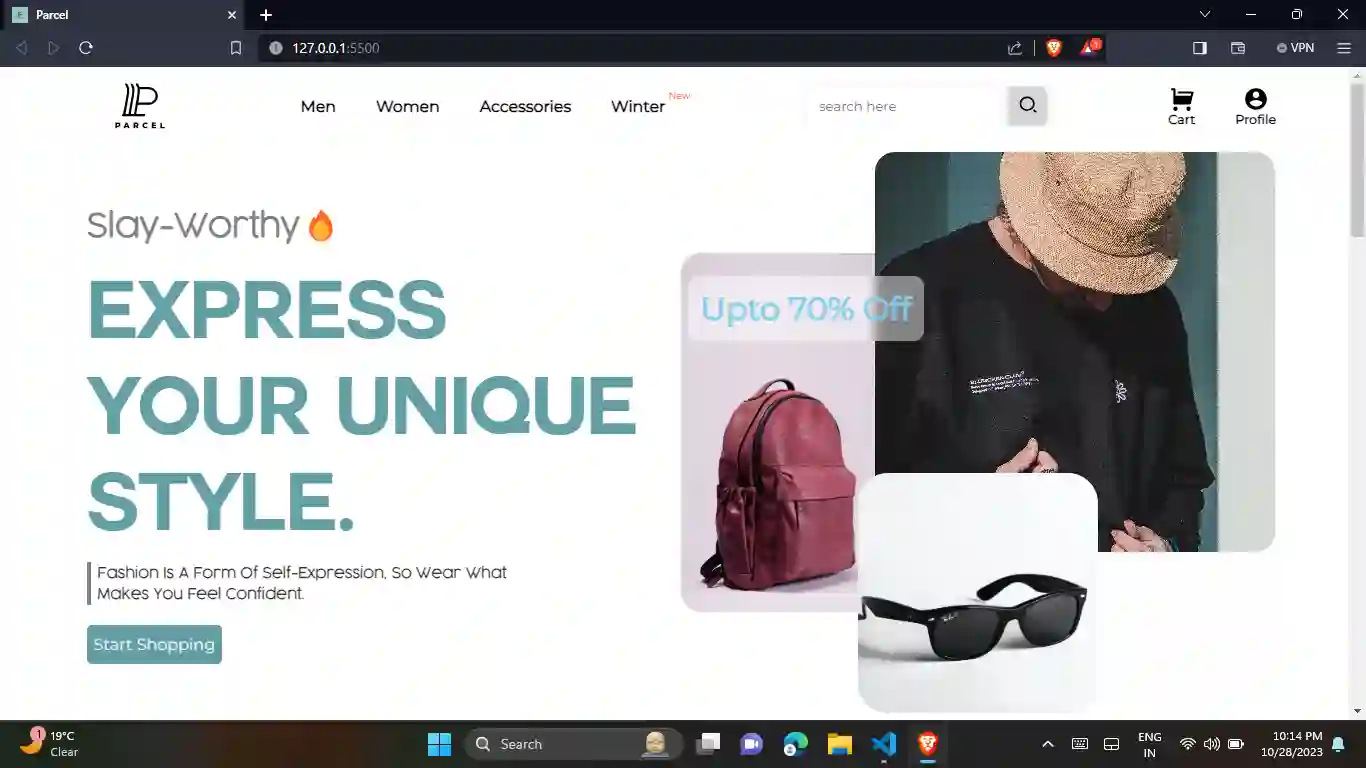 Parcel
127.0.0.1:5500
1
VPN
PARCEL
Men
Women
Accessories
Winter
New
search here
Cart
Profile
Slay-Worthy🔥
EXPRESS
YOUR UNIQUE
STYLE.
Fashion Is A Form Of Self-Expression, So Wear What
Makes You Feel Confident.
Start Shopping
Upto 70% Off
1
19°C
Clear
Search
ENG
IN
10:14 PM
10/28/2023